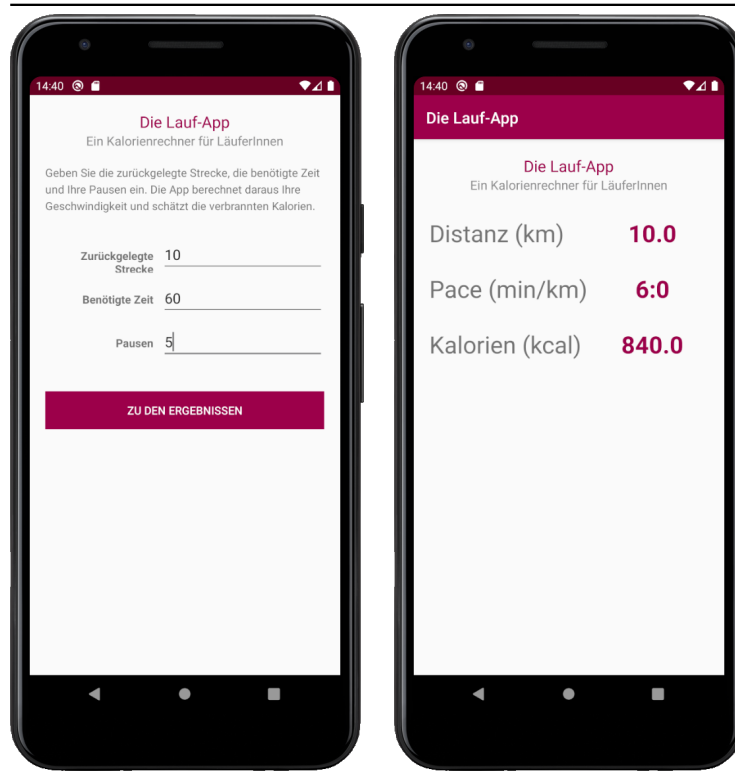 14:40
Die Lauf-App
Ein Kalorienrechner für LäuferInnen
Geben Sie die zurückgelegte Strecke, die benötigte Zeit
und Ihre Pausen ein. Die App berechnet daraus Ihre
Geschwindigkeit und schätzt die verbrannten Kalorien.
Zurückgelegte 10
Strecke
Benötigte Zeit 60
Pausen 5
ZU DEN ERGEBNISSEN
14:40
Die Lauf-App
Die Lauf-App
Ein Kalorienrechner für LäuferInnen
Distanz (km) 10.0
Pace (min/km) 6:0
Kalorien (kcal) 840.0